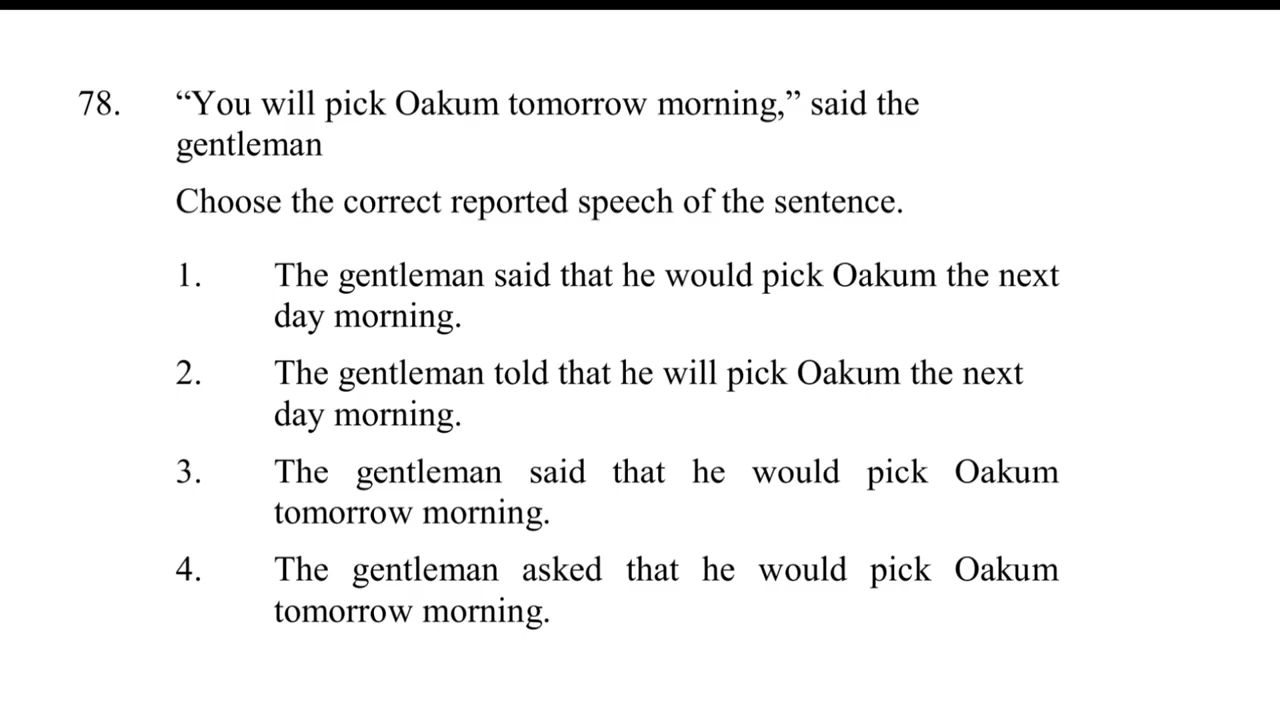 78. “You will pick Oakum tomorrow morning,” said the
gentleman
Choose the correct reported speech of the sentence.
1. The gentleman said that he would pick Oakum the next
day morning.
2. The gentleman told that he will pick Oakum the next
day morning.
3. The gentleman said that he would pick Oakum
tomorrow morning.
4. The gentleman asked that he would pick Oakum
tomorrow morning.